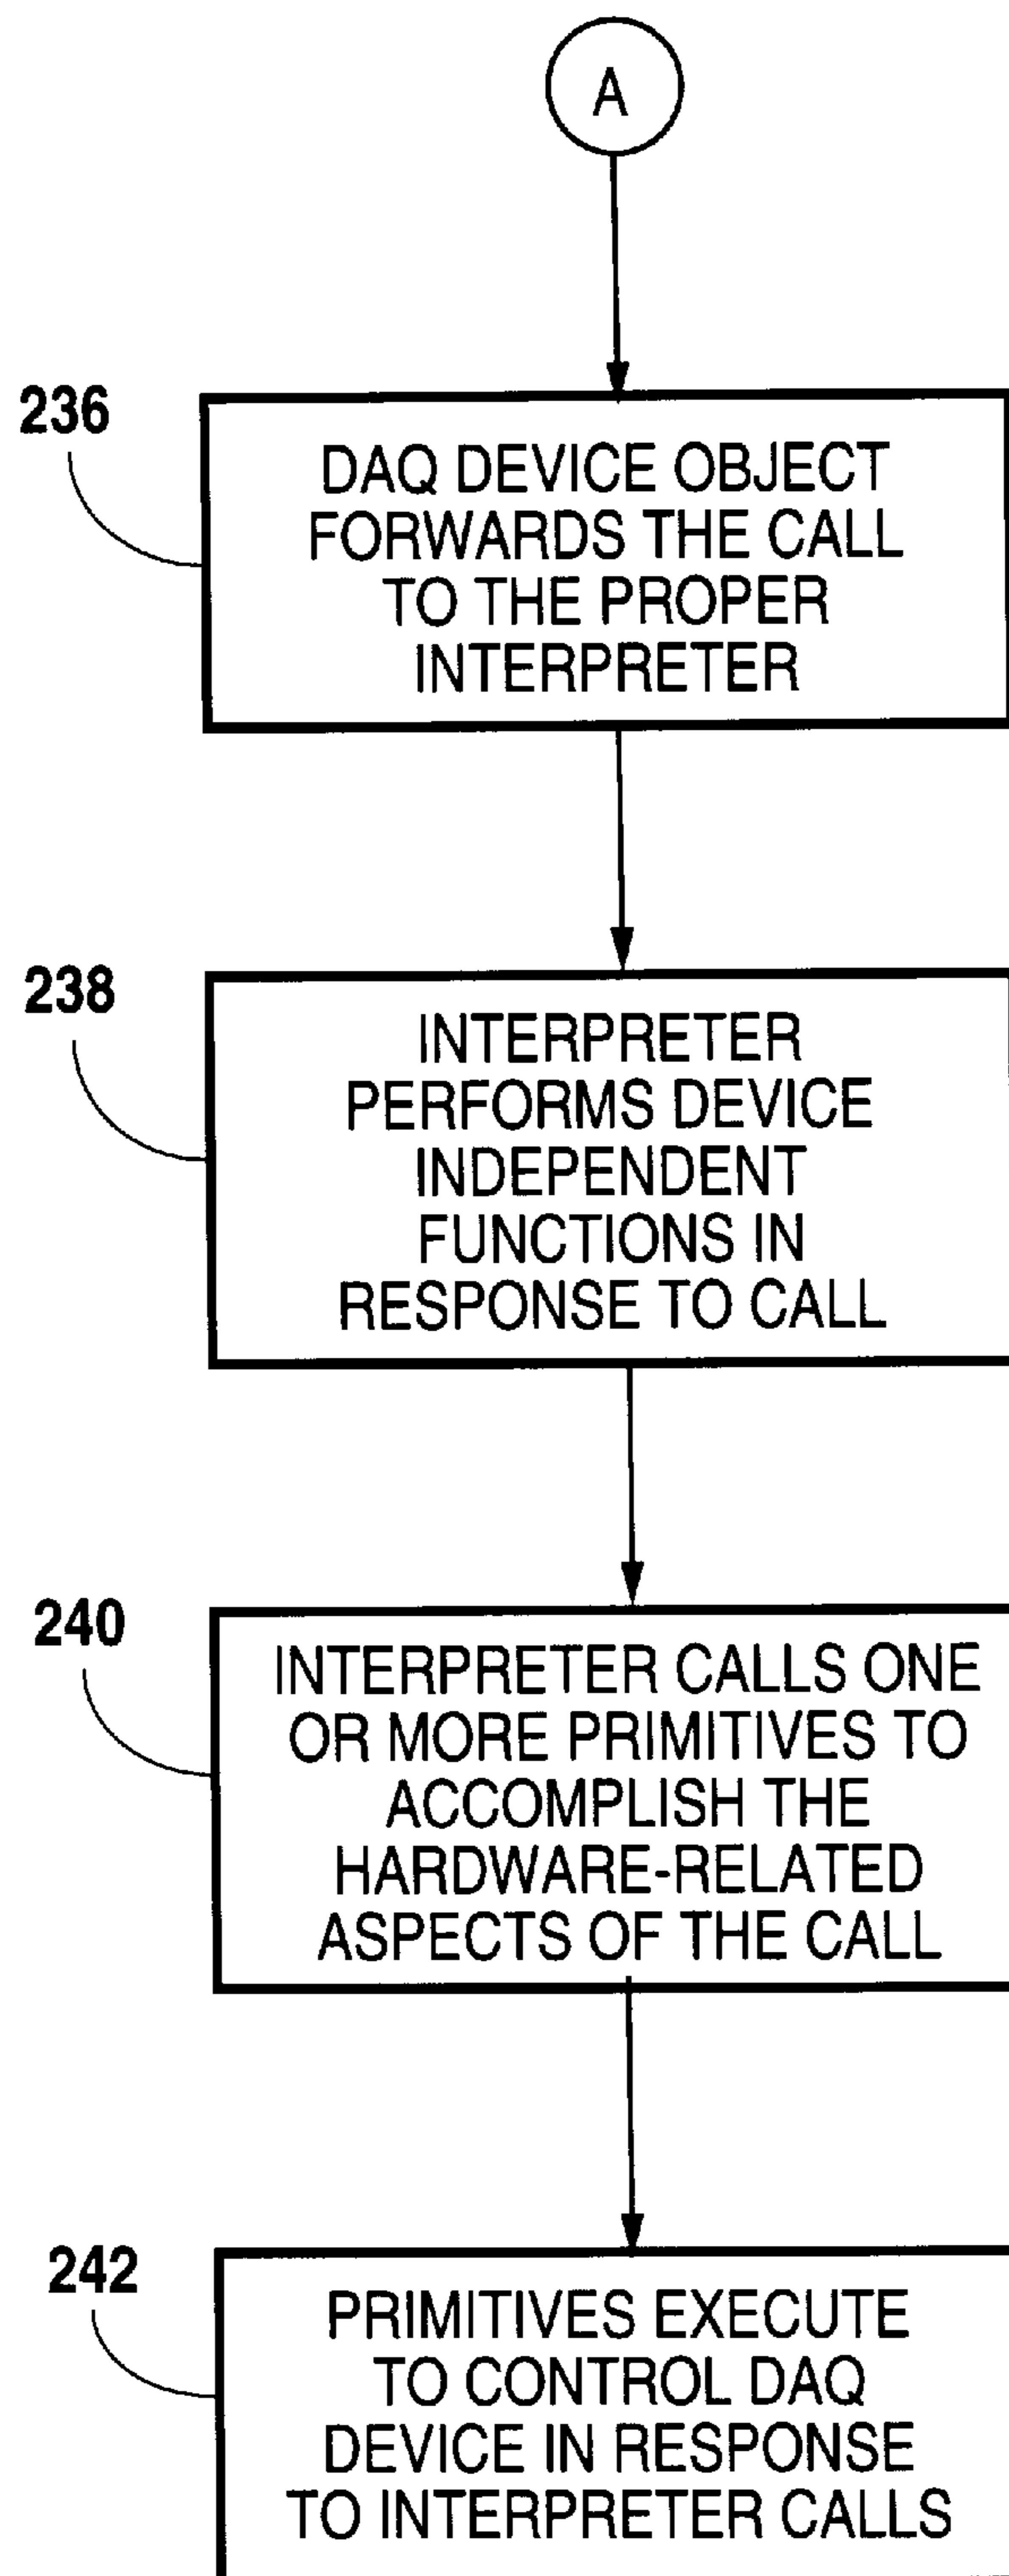 A
236
DAQ DEVICE OBJECT
FORWARDS THE CALL
TO THE PROPER
INTERPRETER
238
INTERPRETER
PERFORMS DEVICE
INDEPENDENT
FUNCTIONS IN
RESPONSE TO CALL
240
INTERPRETER CALLS ONE
OR MORE PRIMITIVES TO
ACCOMPLISH THE
HARDWARE-RELATED
ASPECTS OF THE CALL
242
PRIMITIVES EXECUTE
TO CONTROL DAQ
DEVICE IN RESPONSE
TO INTERPRETER CALLS